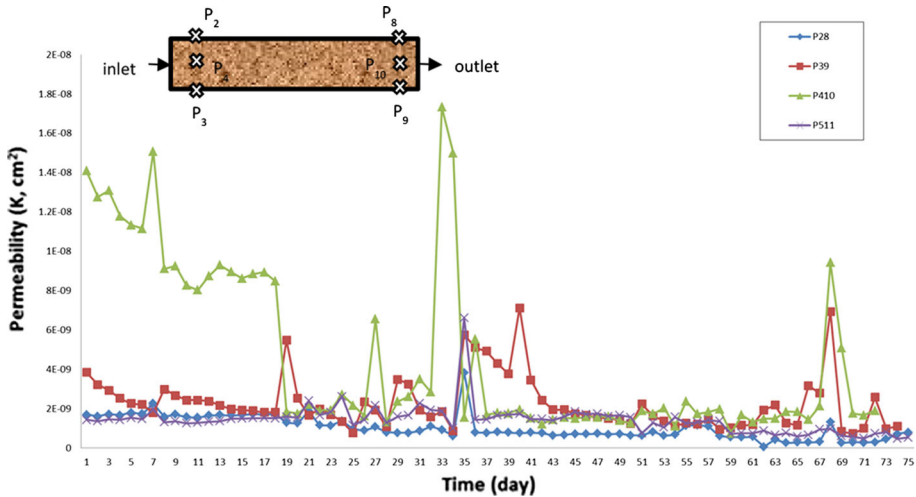 P2
P8
inlet
P4
P10
outlet
P3
P9
P28
P39
P410
P511
Permeability (K, cm²)
2E-08
1.8E-08
1.6E-08
1.4E-08
1.2E-08
1E-08
8E-09
6E-09
4E-09
2E-09
0
1 3 5 7 9 11 13 15 17 19 21 23 25 27 29 31 33 35 37 39 41 43 45 47 49 51 53 55 57 59 61 63 65 67 69 71 73 75
Time (day)